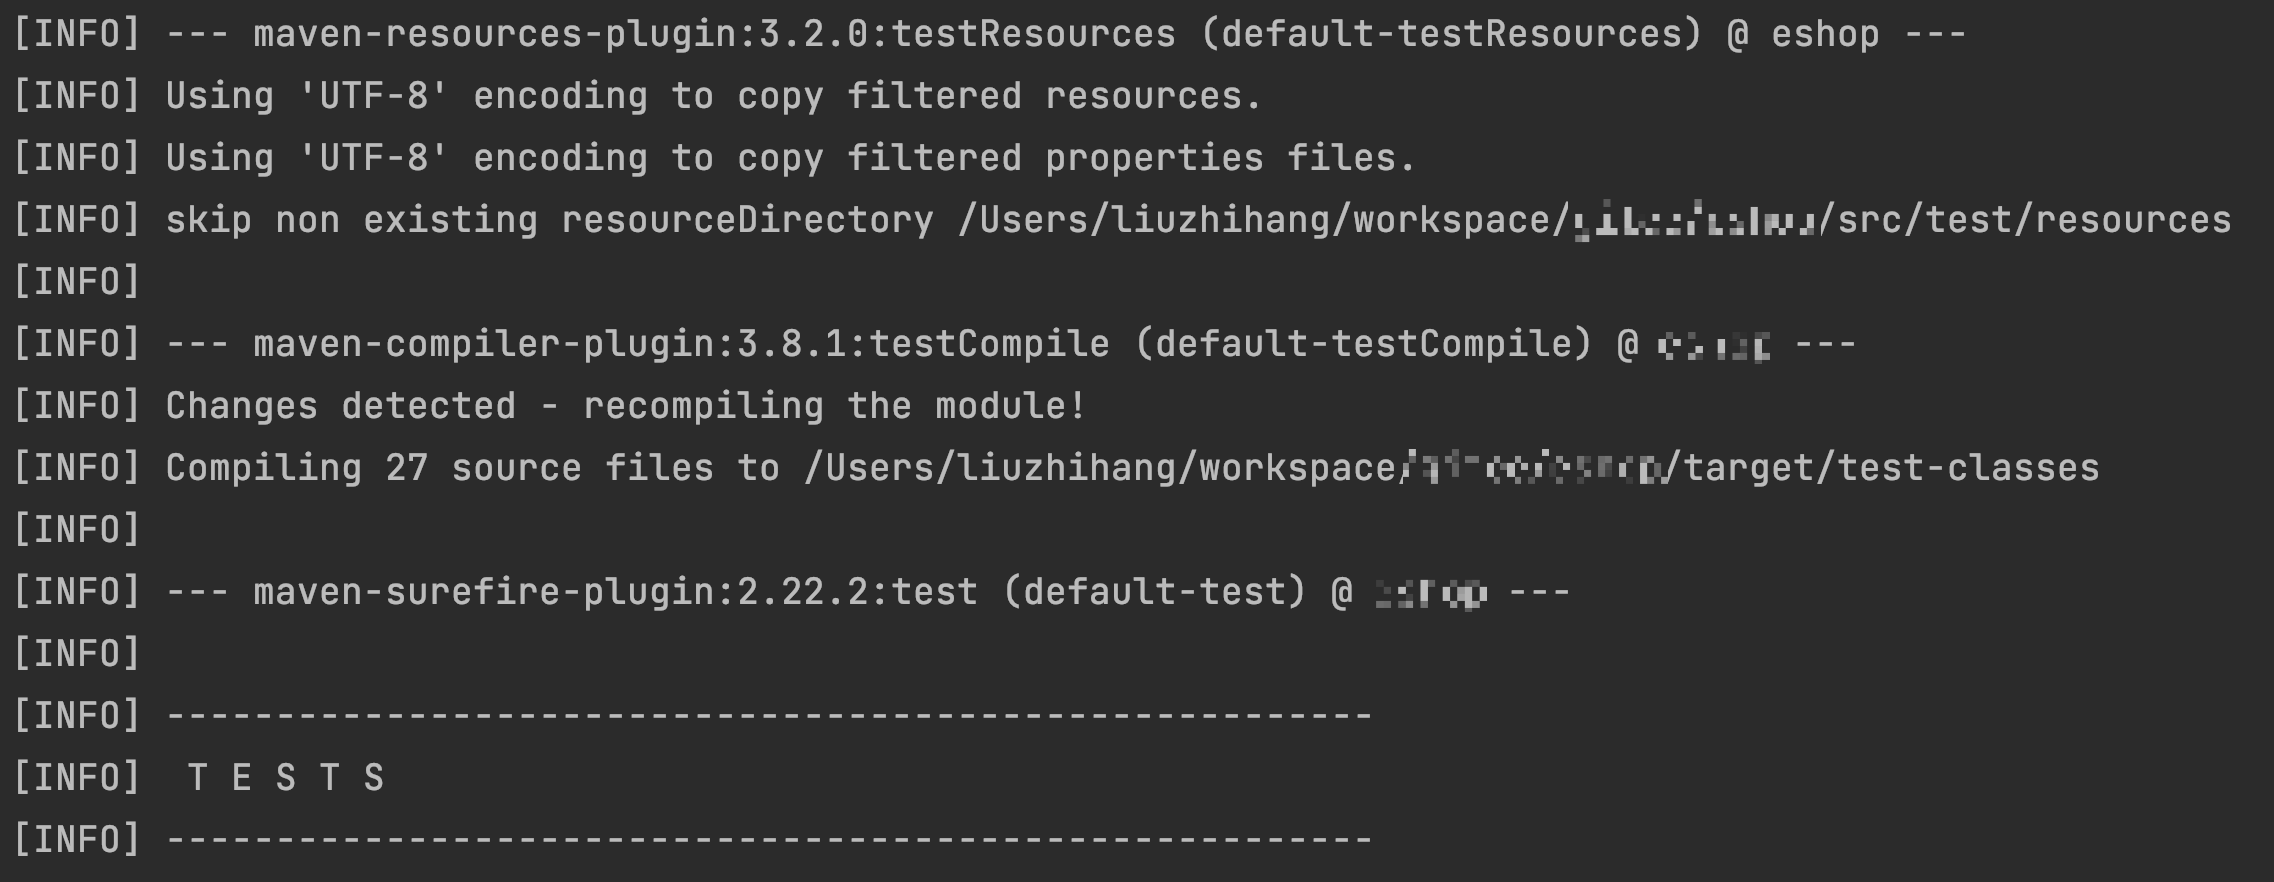 [INFO] --- maven-resources-plugin:3.2.0:testResources (default-testResources) @ eshop ---
[INFO] Using 'UTF-8' encoding to copy filtered resources.
[INFO] Using 'UTF-8' encoding to copy filtered properties files.
[INFO] skip non existing resourceDirectory /Users/liuzhihang/workspace/ /src/test/resources
[INFO]
[INFO] --- maven-compiler-plugin:3.8.1:testCompile (default-testCompile) @ ---
[INFO] Changes detected - recompiling the module!
[INFO] Compiling 27 source files to /Users/liuzhihang/workspace/ /target/test-classes
[INFO]
[INFO] --- maven-surefire-plugin:2.22.2:test (default-test) @ ---
[INFO]
[INFO] -------------------------------------------------------
[INFO]  T E S T S
[INFO] -------------------------------------------------------